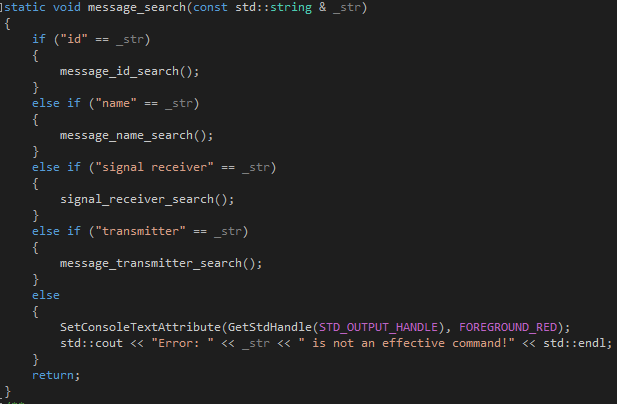 static void message_search(const std::string & _str)
{
    if ("id" == _str)
    {
        message_id_search();
    }
    else if ("name" == _str)
    {
        message_name_search();
    }
    else if ("signal receiver" == _str)
    {
        signal_receiver_search();
    }
    else if ("transmitter" == _str)
    {
        message_transmitter_search();
    }
    else
    {
        SetConsoleTextAttribute(GetStdHandle(STD_OUTPUT_HANDLE), FOREGROUND_RED);
        std::cout << "Error: " << _str << " is not an effective command!" << std::endl;
    }
    return;
}